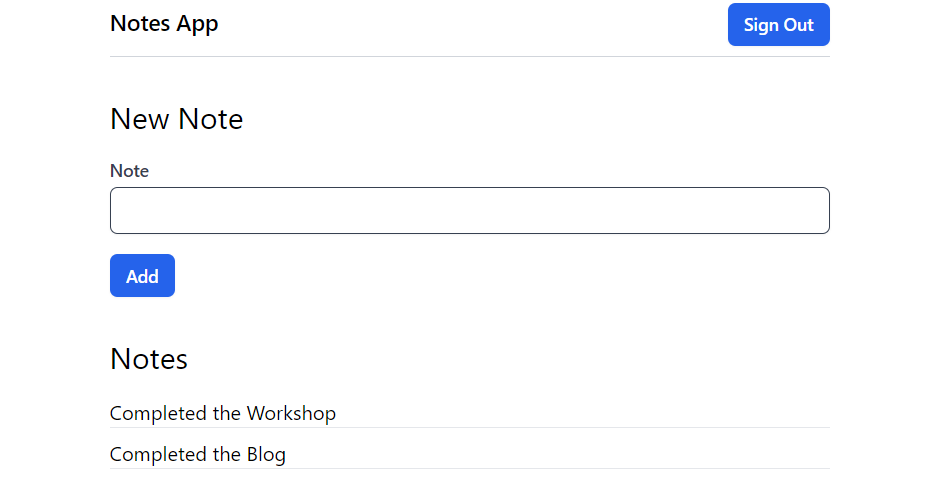 Notes App
Sign Out
New Note
Note
Add
Notes
Completed the Workshop
Completed the Blog